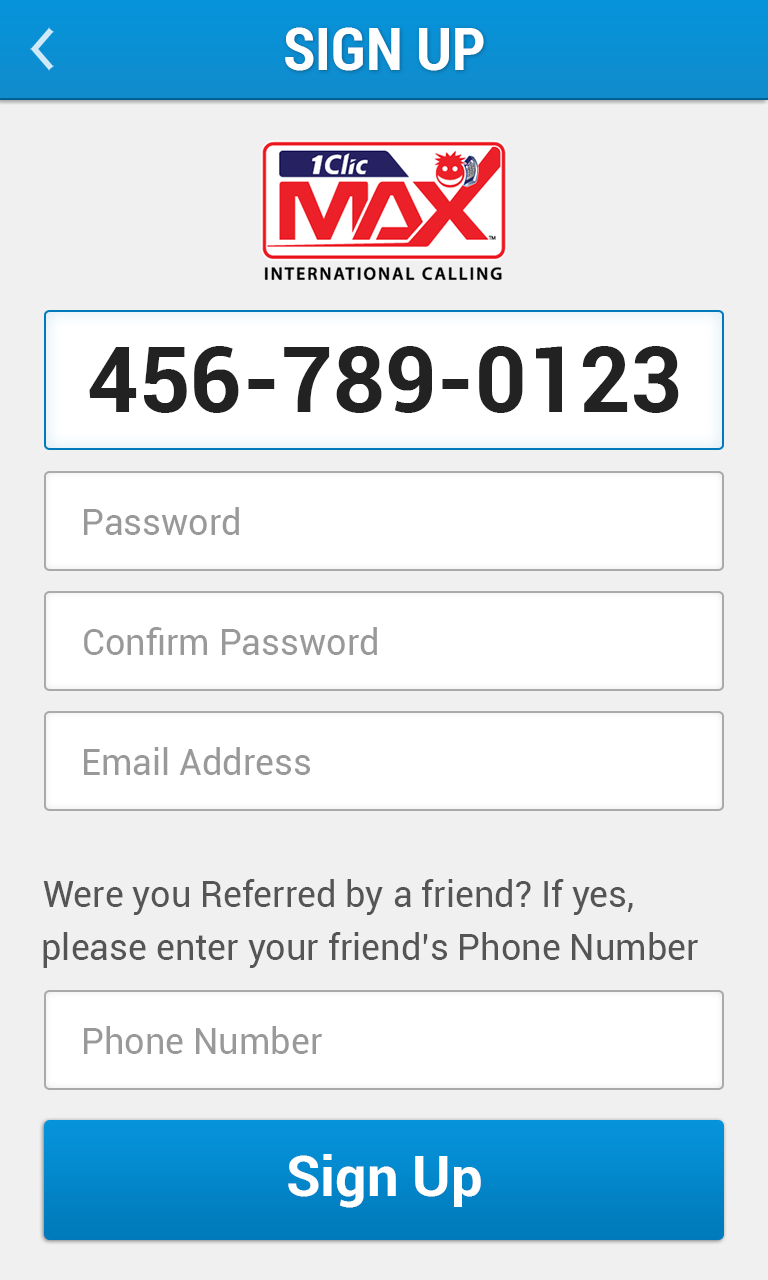 SIGN UP
1Clic
MAX™
INTERNATIONAL CALLING
456-789-0123
Password
Confirm Password
Email Address
Were you Referred by a friend? If yes,
please enter your friend's Phone Number
Phone Number
Sign Up